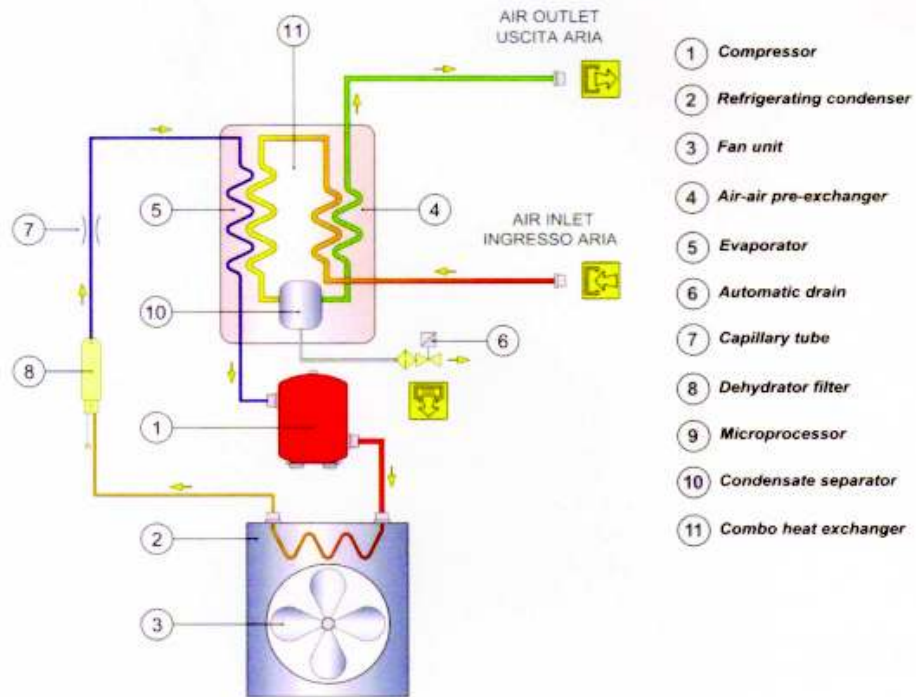 AIR OUTLET
USCITA ARIA
11
5
4
7
AIR INLET
INGRESSO ARIA
10
6
8
1
2
3
1 Compressor
2 Refrigerating condenser
3 Fan unit
4 Air-air pre-exchanger
5 Evaporator
6 Automatic drain
7 Capillary tube
8 Dehydrator filter
9 Microprocessor
10 Condensate separator
11 Combo heat exchanger